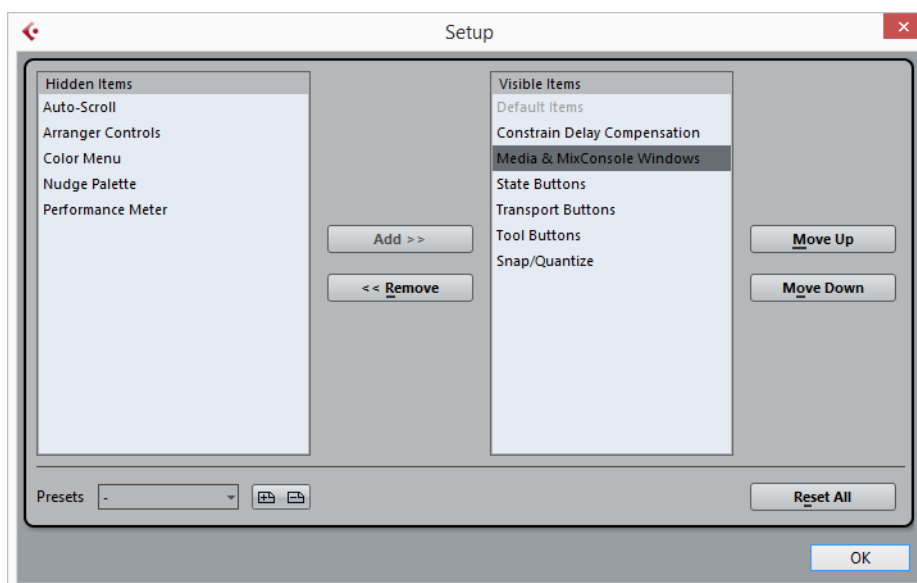 Setup
Hidden Items
Auto-Scroll
Arranger Controls
Color Menu
Nudge Palette
Performance Meter
Add >>
<< Remove
Visible Items
Default Items
Constrain Delay Compensation
Media & MixConsole Windows
State Buttons
Transport Buttons
Tool Buttons
Snap/Quantize
Move Up
Move Down
Presets -
Reset All
OK